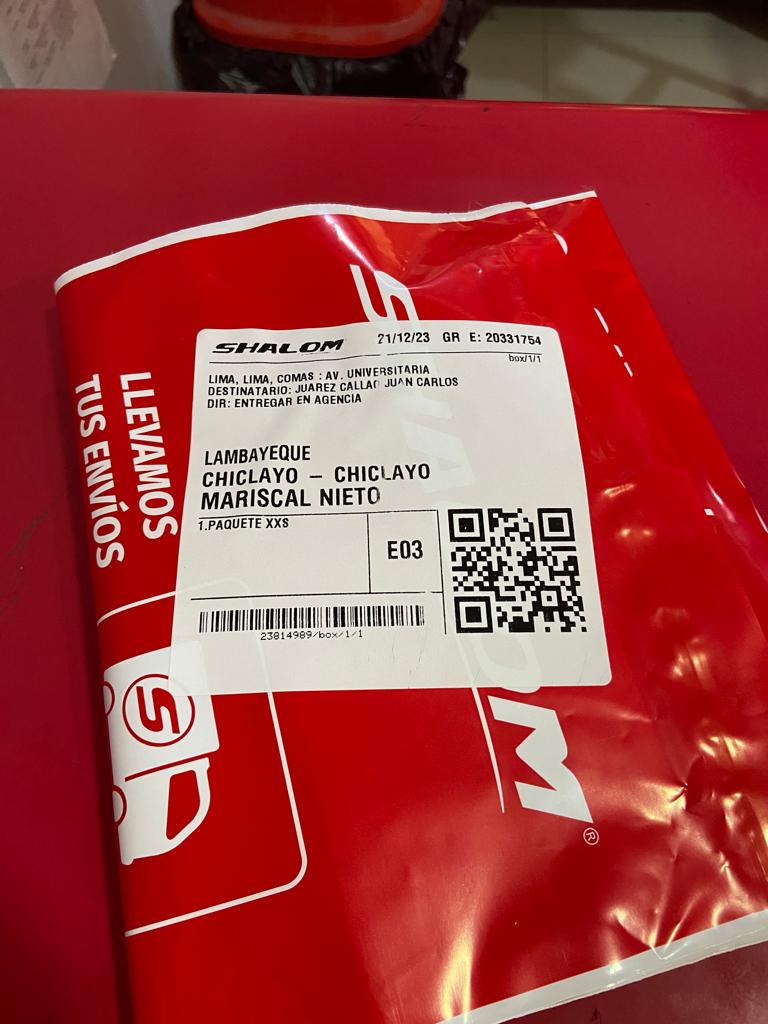 SHALOM 21/12/23 GR E: 20331754
box/1/1
LIMA, LIMA, COMAS : AV. UNIVERSITARIA
DESTINATARIO: JUAREZ CALLAO JUAN CARLOS
DIR: ENTREGAR EN AGENCIA
LAMBAYEQUE
CHICLAYO – CHICLAYO
MARISCAL NIETO
1.PAQUETE XXS
E03
23814989/box/1/1
LLEVAMOS
TUS ENVÍOS
S
SHALOM®